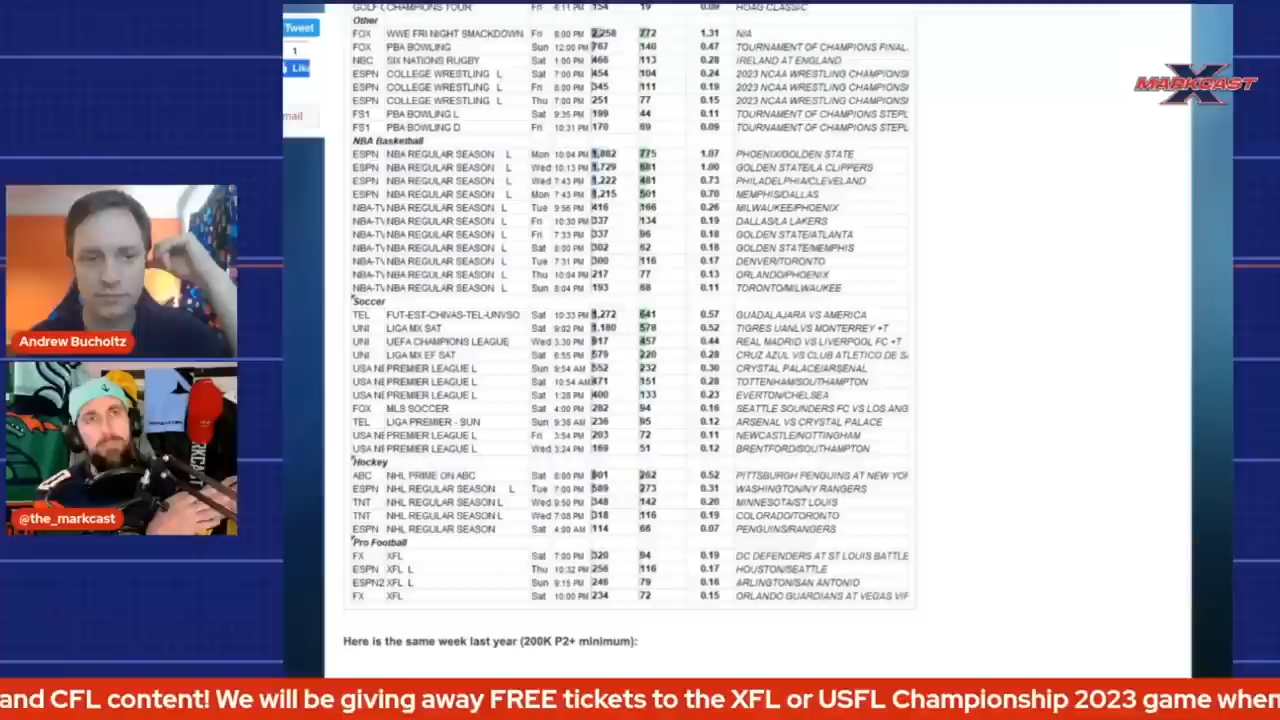 GOLF CHAMPIONS TOUR Fri 6:11 PM 154 19 0.09 HOAG CLASSIC
Other
FOX WWE FRI NIGHT SMACKDOWN Fri 8:00 PM 2,258 772 1.31 N/A
FOX PBA BOWLING Sun 12:00 PM 767 140 0.47 TOURNAMENT OF CHAMPIONS FINAL
NBC SIX NATIONS RUGBY Sat 1:00 PM 466 113 0.28 IRELAND AT ENGLAND
ESPN COLLEGE WRESTLING L Sat 7:00 PM 454 104 0.24 2023 NCAA WRESTLING CHAMPIONSI
ESPN COLLEGE WRESTLING L Fri 8:00 PM 345 111 0.19 2023 NCAA WRESTLING CHAMPIONSI
ESPN COLLEGE WRESTLING L Thu 7:00 PM 251 77 0.15 2023 NCAA WRESTLING CHAMPIONSI
FS1 PBA BOWLING L Sat 9:35 PM 199 44 0.11 TOURNAMENT OF CHAMPIONS STEPL
FS1 PBA BOWLING D Fri 10:31 PM 170 69 0.09 TOURNAMENT OF CHAMPIONS STEPL
NBA Basketball
ESPN NBA REGULAR SEASON L Mon 10:04 PM 1,882 775 1.07 PHOENIX/GOLDEN STATE
ESPN NBA REGULAR SEASON L Wed 10:13 PM 1,729 681 1.00 GOLDEN STATE/LA CLIPPERS
ESPN NBA REGULAR SEASON L Wed 7:43 PM 1,222 481 0.73 PHILADELPHIA/CLEVELAND
ESPN NBA REGULAR SEASON L Mon 7:43 PM 1,215 501 0.70 MEMPHIS/DALLAS
NBA-TV NBA REGULAR SEASON L Tue 9:56 PM 416 166 0.26 MILWAUKEE/PHOENIX
NBA-TV NBA REGULAR SEASON L Fri 10:30 PM 337 134 0.19 DALLAS/LA LAKERS
NBA-TV NBA REGULAR SEASON L Fri 7:33 PM 337 96 0.18 GOLDEN STATE/ATLANTA
NBA-TV NBA REGULAR SEASON L Sat 8:00 PM 302 62 0.18 GOLDEN STATE/MEMPHIS
NBA-TV NBA REGULAR SEASON L Tue 7:31 PM 300 116 0.17 DENVER/TORONTO
NBA-TV NBA REGULAR SEASON L Thu 10:04 PM 217 77 0.13 ORLANDO/PHOENIX
NBA-TV NBA REGULAR SEASON L Sun 8:04 PM 193 68 0.11 TORONTO/MILWAUKEE
Soccer
TEL FUT-EST-CHIVAS-TEL-UNVSO Sat 10:33 PM 1,272 641 0.57 GUADALAJARA VS AMERICA
UNI LIGA MX SAT Sat 9:02 PM 1,180 578 0.52 TIGRES UANL VS MONTERREY +T
UNI UEFA CHAMPIONS LEAGUE Wed 3:30 PM 917 457 0.44 REAL MADRID VS LIVERPOOL FC +T
UNI LIGA MX EF SAT Sat 6:55 PM 579 220 0.28 CRUZ AZUL VS CLUB ATLETICO DE SA
USA NE PREMIER LEAGUE L Sun 9:54 AM 552 232 0.30 CRYSTAL PALACE/ARSENAL
USA NE PREMIER LEAGUE L Sat 10:54 AM 471 151 0.28 TOTTENHAM/SOUTHAMPTON
USA NE PREMIER LEAGUE L Sat 1:28 PM 400 133 0.23 EVERTON/CHELSEA
FOX MLS SOCCER Sat 4:00 PM 282 94 0.16 SEATTLE SOUNDERS FC VS LOS ANG
TEL LIGA PREMIER - SUN Sun 9:38 AM 236 95 0.12 ARSENAL VS CRYSTAL PALACE
USA NE PREMIER LEAGUE L Fri 3:54 PM 203 72 0.11 NEWCASTLE/NOTTINGHAM
USA NE PREMIER LEAGUE L Wed 3:24 PM 169 51 0.12 BRENTFORD/SOUTHAMPTON
Hockey
ABC NHL PRIME ON ABC Sat 8:00 PM 901 262 0.52 PITTSBURGH PENGUINS AT NEW YOR
ESPN NHL REGULAR SEASON L Tue 7:00 PM 589 273 0.31 WASHINGTON/NY RANGERS
TNT NHL REGULAR SEASON L Wed 9:50 PM 348 142 0.20 MINNESOTA/ST LOUIS
TNT NHL REGULAR SEASON L Wed 7:08 PM 318 116 0.19 COLORADO/TORONTO
ESPN NHL REGULAR SEASON Sat 4:00 AM 114 66 0.07 PENGUINS/RANGERS
Pro Football
FX XFL Sat 7:00 PM 320 94 0.19 DC DEFENDERS AT ST LOUIS BATTLE
ESPN XFL L Thu 10:32 PM 256 116 0.17 HOUSTON/SEATTLE
ESPN2 XFL L Sun 9:15 PM 246 79 0.16 ARLINGTON/SAN ANTONIO
FX XFL Sat 10:00 PM 234 72 0.15 ORLANDO GUARDIANS AT VEGAS VIP
Here is the same week last year (200K P2+ minimum):
Tweet
1
Like
mail
MARKCAST
Andrew Bucholtz
@the_markcast
and CFL content! We will be giving away FREE tickets to the XFL or USFL Championship 2023 game when